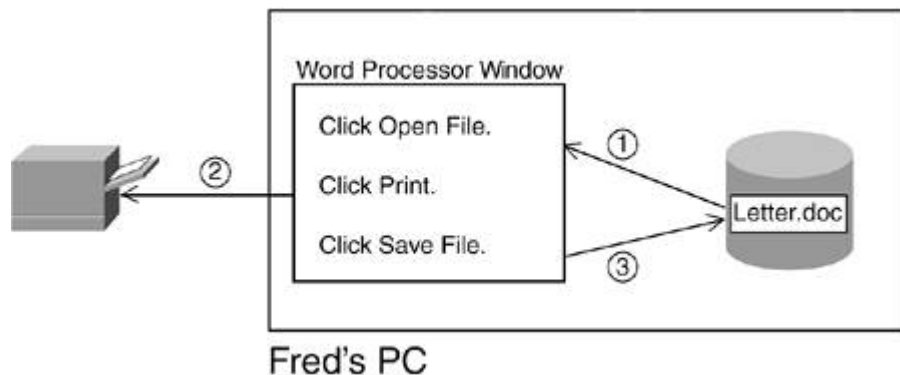 Word Processor Window
Click Open File.
①
②
Click Print.
Letter.doc
Click Save File.
③
Fred's PC